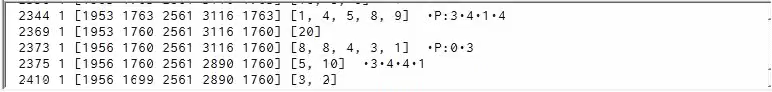 2344 1 [1953 1763 2561 3116 1763] [1, 4, 5, 8, 9]  •P:3•4•1•4
2369 1 [1953 1760 2561 3116 1760] [20]
2373 1 [1956 1760 2561 3116 1760] [8, 8, 4, 3, 1]  •P:0•3
2375 1 [1956 1760 2561 2890 1760] [5, 10]  •3•4•4•1
2410 1 [1956 1699 2561 2890 1760] [3, 2]